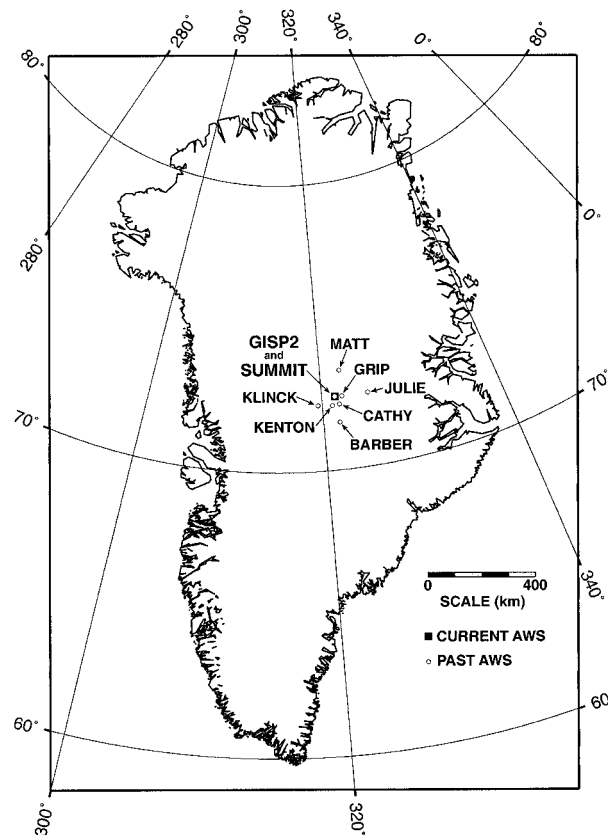 280°
300°
320°
340°
0°
80°
80°
0°
280°
MATT
GISP2
and
SUMMIT
GRIP
JULIE
KLINCK
CATHY
KENTON
BARBER
70°
70°
340°
0 400
SCALE (km)
■ CURRENT AWS
○ PAST AWS
60°
60°
300°
320°